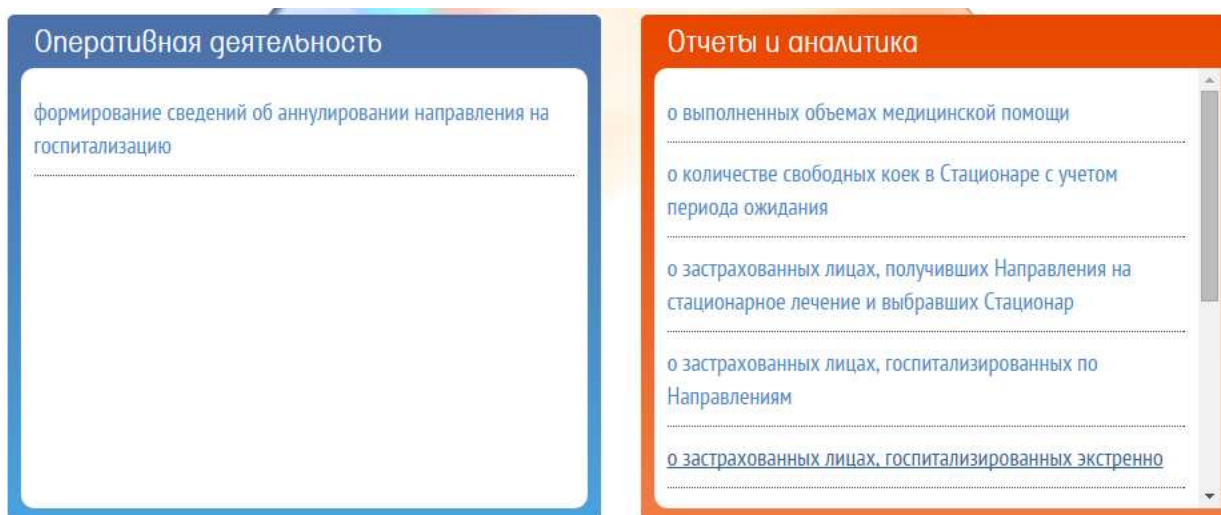 Оперативная деятельность
формирование сведений об аннулировании направления на
госпитализацию
Отчеты и аналитика
о выполненных объемах медицинской помощи
о количестве свободных коек в Стационаре с учетом
периода ожидания
о застрахованных лицах, получивших Направления на
стационарное лечение и выбравших Стационар
о застрахованных лицах, госпитализированных по
Направлениям
о застрахованных лицах, госпитализированных экстренно